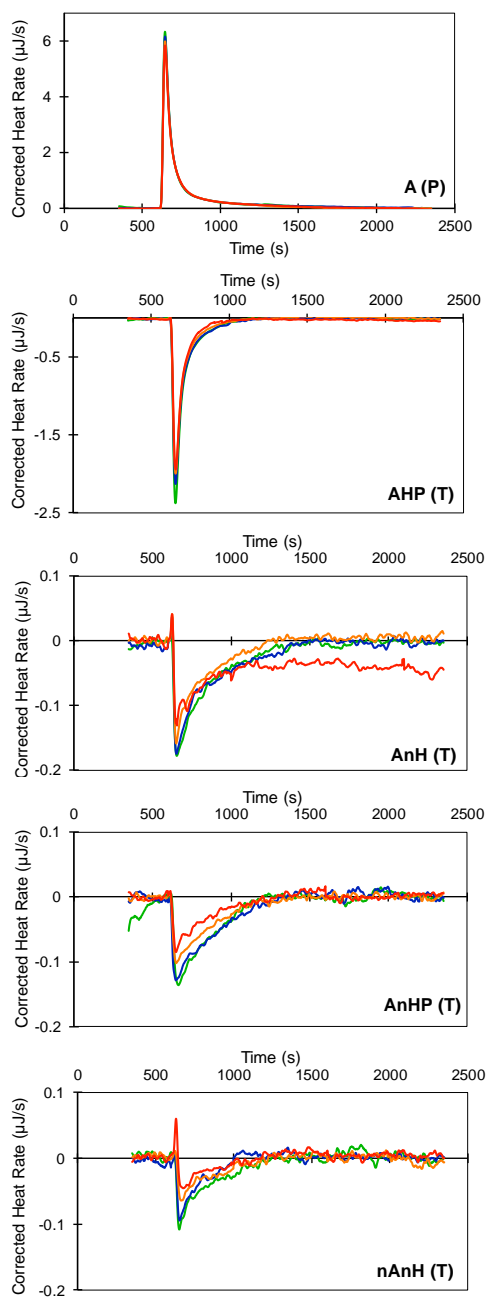 Corrected Heat Rate (µJ/s)
6
4
2
0
0 500 1000 1500 2000 2500
A (P)
Time (s)
Time (s)
0 500 1000 1500 2000 2500
Corrected Heat Rate (µJ/s)
-0.5
-1.5
-2.5
AHP (T)
Time (s)
0 500 1000 1500 2000 2500
Corrected Heat Rate (µJ/s)
0.1
0
-0.1
-0.2
AnH (T)
Time (s)
0 500 1000 1500 2000 2500
Corrected Heat Rate (µJ/s)
0.1
0
-0.1
-0.2
AnHP (T)
Time (s)
0 500 1000 1500 2000 2500
Corrected Heat Rate (µJ/s)
0.1
0
-0.1
-0.2
nAnH (T)